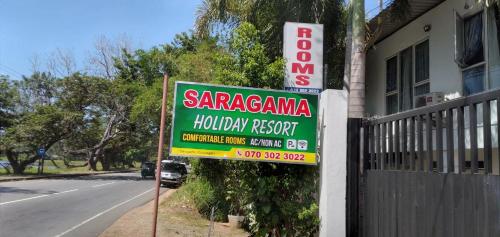 ROOMS
SARAGAMA
HOLIDAY RESORT
COMFORTABLE ROOMS AC/NON AC
070 302 3022